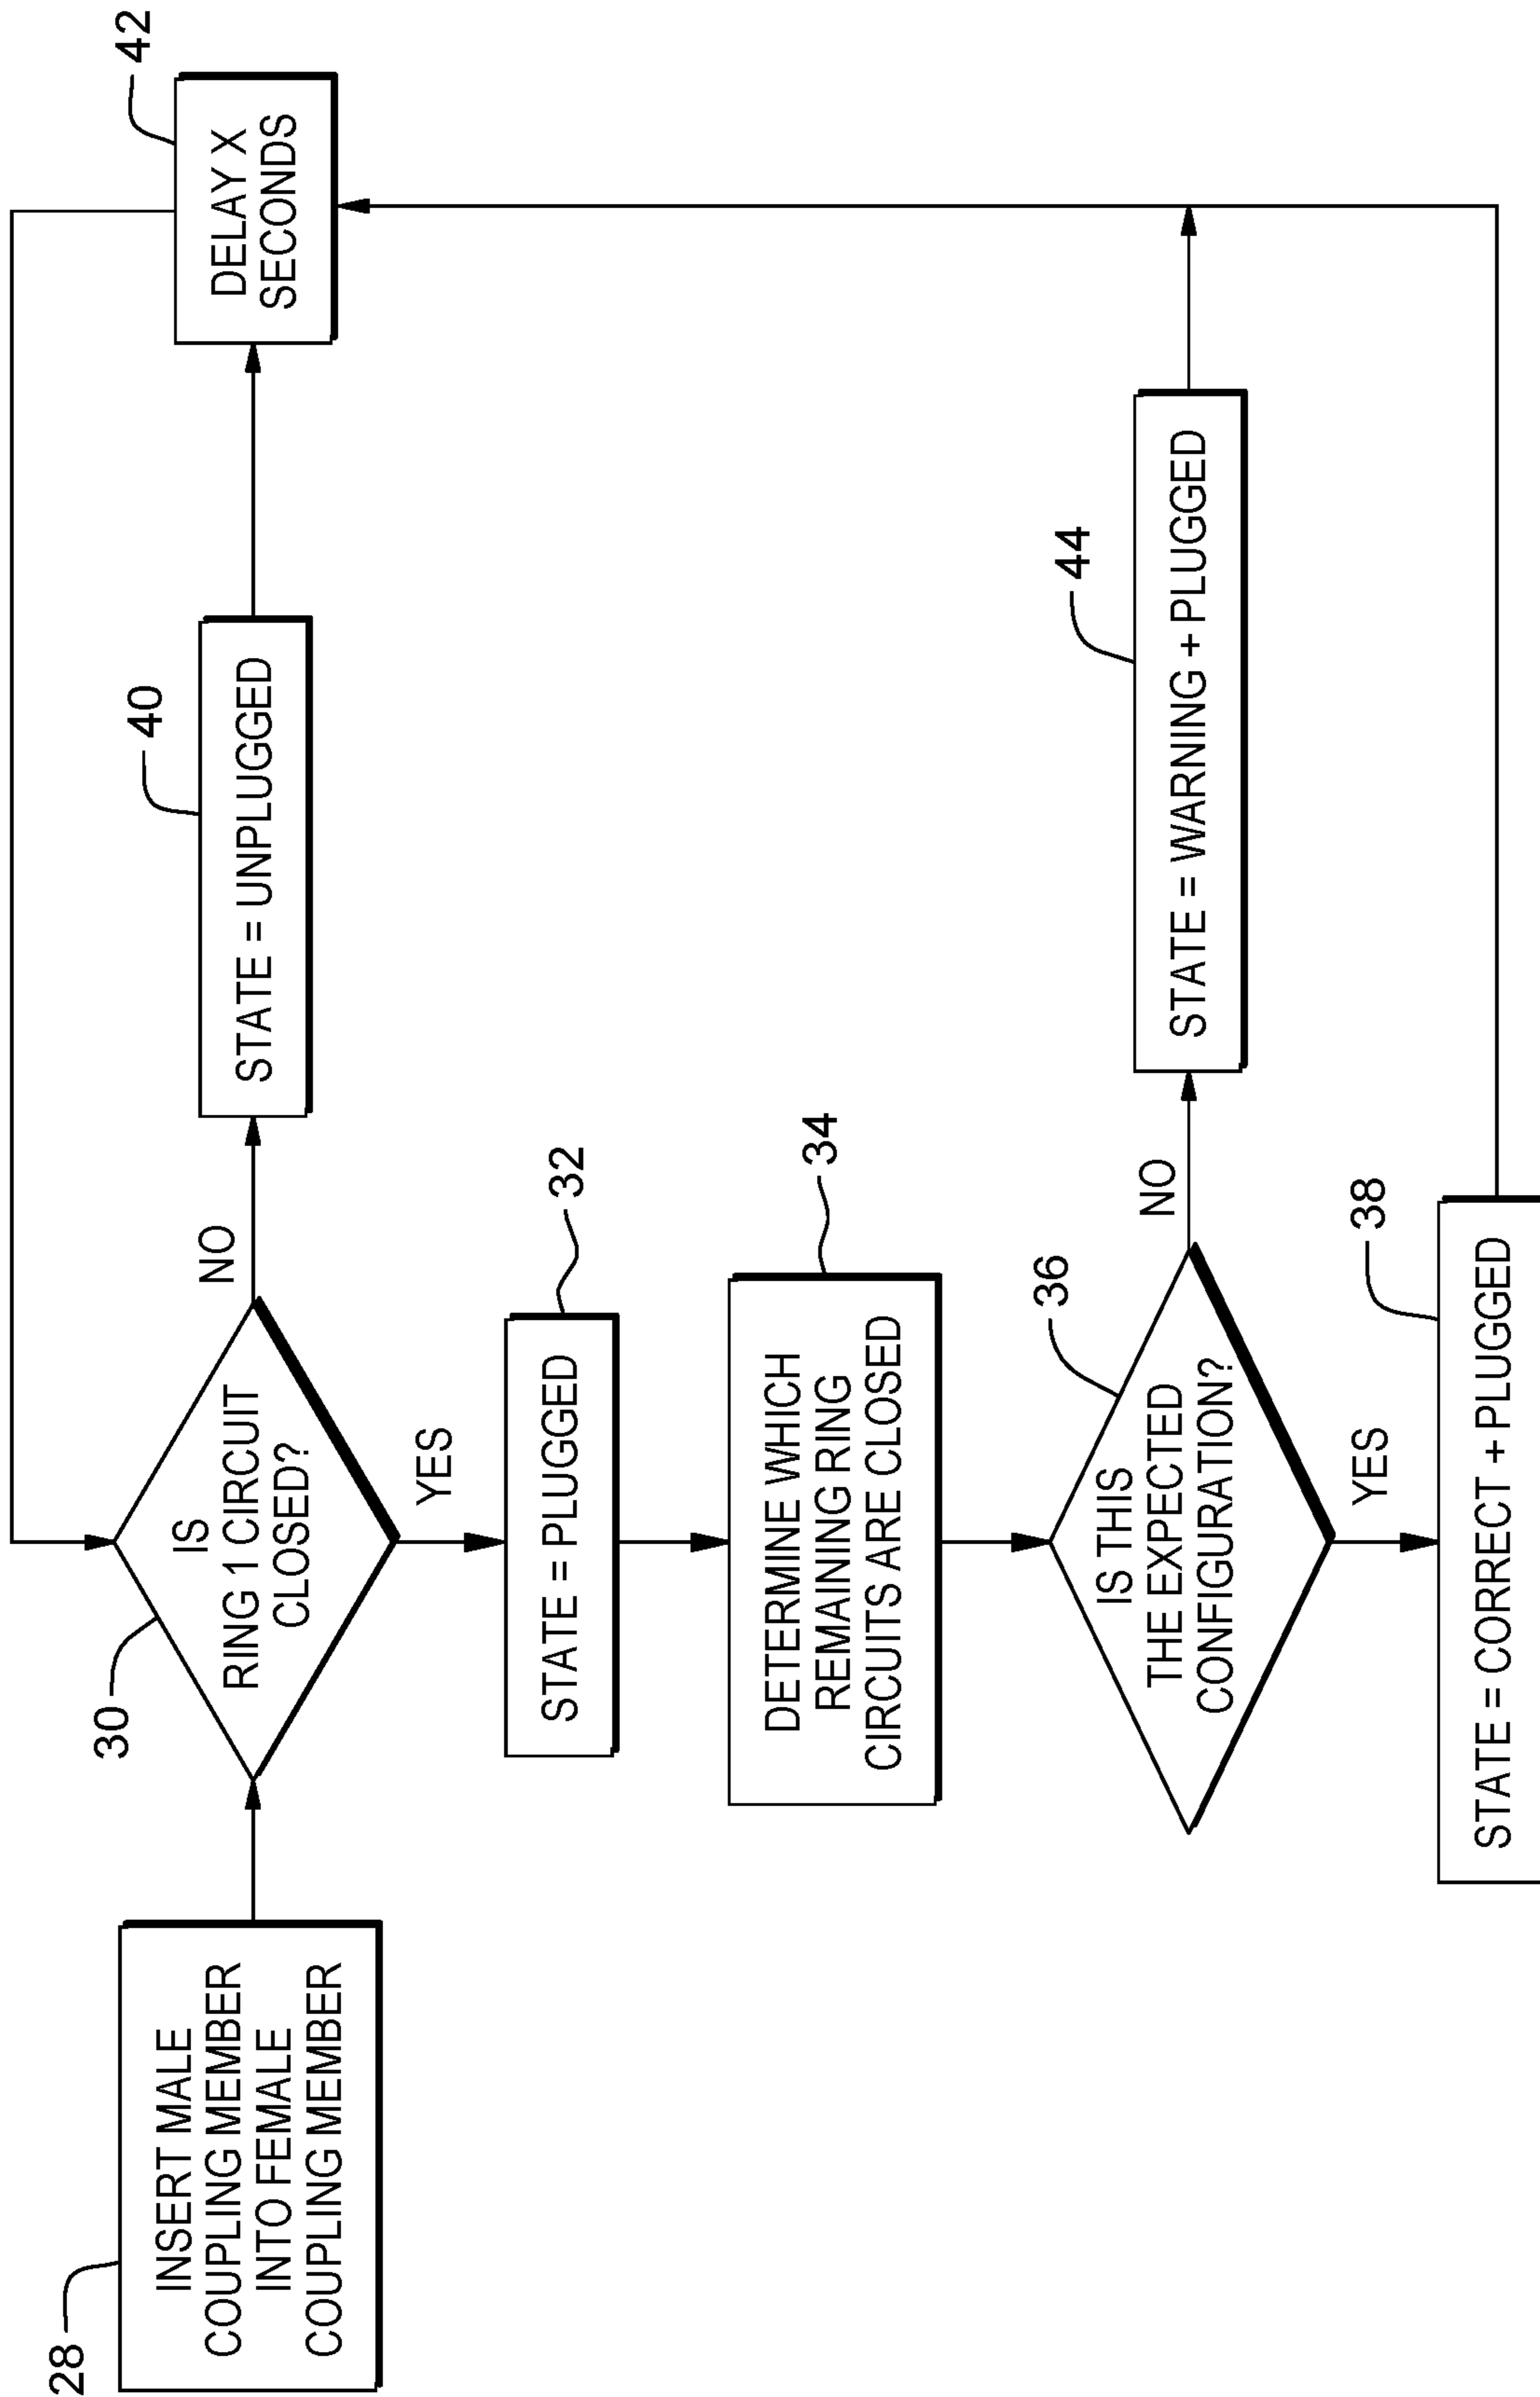 28
INSERT MALE
COUPLING MEMBER
INTO FEMALE
COUPLING MEMBER
30
IS
RING 1 CIRCUIT
CLOSED?
NO
40
STATE = UNPLUGGED
42
DELAY X
SECONDS
YES
32
STATE = PLUGGED
34
DETERMINE WHICH
REMAINING RING
CIRCUITS ARE CLOSED
36
IS THIS
THE EXPECTED
CONFIGURATION?
NO
44
STATE = WARNING + PLUGGED
YES
38
STATE = CORRECT + PLUGGED